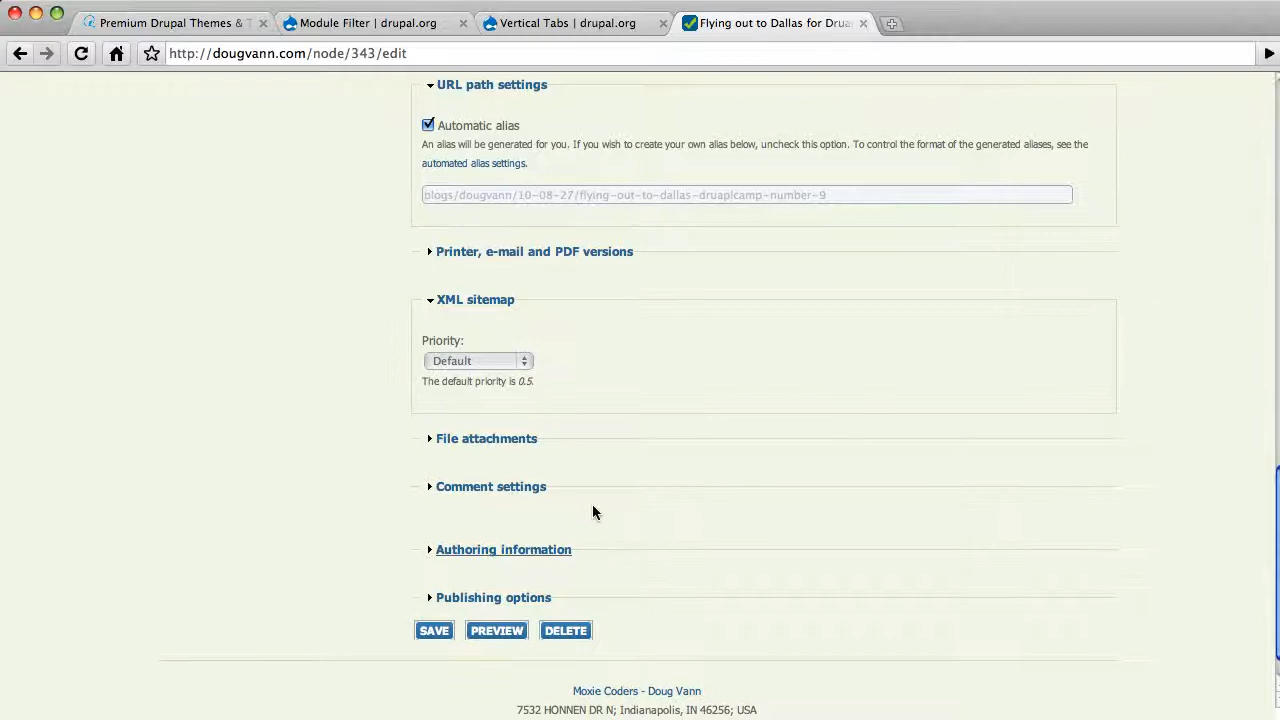 Premium Drupal Themes & T
Module Filter | drupal.org
Vertical Tabs | drupal.org
Flying out to Dallas for Drua
http://dougvann.com/node/343/edit
URL path settings
Automatic alias
An alias will be generated for you. If you wish to create your own alias below, uncheck this option. To control the format of the generated aliases, see the
automated alias settings.
blogs/dougvann/10-08-27/flying-out-to-dallas-druaplcamp-number-9
Printer, e-mail and PDF versions
XML sitemap
Priority:
Default
The default priority is 0.5.
File attachments
Comment settings
Authoring information
Publishing options
SAVE PREVIEW DELETE
Moxie Coders - Doug Vann
7532 HONNEN DR N; Indianapolis, IN 46256; USA